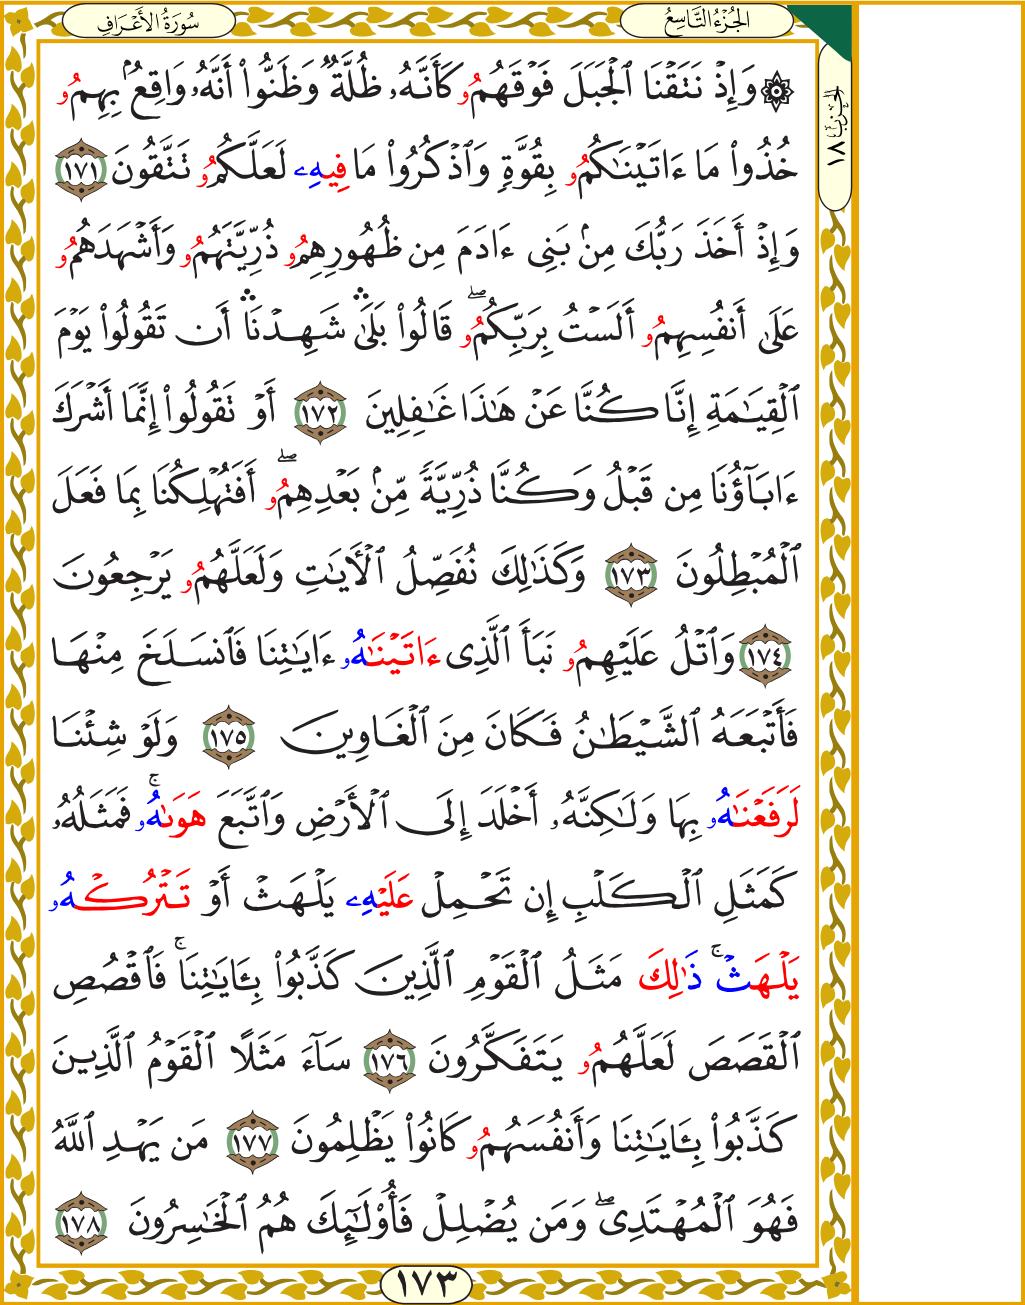 الجُزْءُ التَّاسِعُ
سُورَةُ الأَعْرَافِ
الحِزْبُ ١٨
۞ وَإِذْ نَتَقْنَا ٱلْجَبَلَ فَوْقَهُمُۥ كَأَنَّهُۥ ظُلَّةٌۭ وَظَنُّوٓا۟ أَنَّهُۥ وَاقِعٌۢ بِهِمُۥ
خُذُوا۟ مَا ءَاتَيْنَـٰكُمُۥ بِقُوَّةٍۢ وَٱذْكُرُوا۟ مَا فِيهِۦ لَعَلَّكُمُۥ تَتَّقُونَ ١٧١
وَإِذْ أَخَذَ رَبُّكَ مِنۢ بَنِىٓ ءَادَمَ مِن ظُهُورِهِمُۥ ذُرِّيَّتَهُمُۥ وَأَشْهَدَهُمُۥ
عَلَىٰٓ أَنفُسِهِمُۥ أَلَسْتُ بِرَبِّكُمُۥۖ قَالُوا۟ بَلَىٰۛ شَهِدْنَاۛ أَن تَقُولُوا۟ يَوْمَ
ٱلْقِيَـٰمَةِ إِنَّا كُنَّا عَنْ هَـٰذَا غَـٰفِلِينَ ١٧٢ أَوْ تَقُولُوٓا۟ إِنَّمَآ أَشْرَكَ
ءَابَآؤُنَا مِن قَبْلُ وَكُنَّا ذُرِّيَّةًۭ مِّنۢ بَعْدِهِمُۥۖ أَفَتُهْلِكُنَا بِمَا فَعَلَ
ٱلْمُبْطِلُونَ ١٧٣ وَكَذَٰلِكَ نُفَصِّلُ ٱلْـَٔايَـٰتِ وَلَعَلَّهُمُۥ يَرْجِعُونَ
١٧٤ وَٱتْلُ عَلَيْهِمُۥ نَبَأَ ٱلَّذِىٓ ءَاتَيْنَـٰهُۥ ءَايَـٰتِنَا فَٱنسَلَخَ مِنْهَا
فَأَتْبَعَهُ ٱلشَّيْطَـٰنُ فَكَانَ مِنَ ٱلْغَاوِينَ ١٧٥ وَلَوْ شِئْنَا
لَرَفَعْنَـٰهُۥ بِهَا وَلَـٰكِنَّهُۥٓ أَخْلَدَ إِلَى ٱلْأَرْضِ وَٱتَّبَعَ هَوَىٰهُۥۚ فَمَثَلُهُۥ
كَمَثَلِ ٱلْكَلْبِ إِن تَحْمِلْ عَلَيْهِۦ يَلْهَثْ أَوْ تَتْرُكْهُۥ
يَلْهَثۚ ذَٰلِكَ مَثَلُ ٱلْقَوْمِ ٱلَّذِينَ كَذَّبُوا۟ بِـَٔايَـٰتِنَاۚ فَٱقْصُصِ
ٱلْقَصَصَ لَعَلَّهُمُۥ يَتَفَكَّرُونَ ١٧٦ سَآءَ مَثَلًا ٱلْقَوْمُ ٱلَّذِينَ
كَذَّبُوا۟ بِـَٔايَـٰتِنَا وَأَنفُسَهُمُۥ كَانُوا۟ يَظْلِمُونَ ١٧٧ مَن يَهْدِ ٱللَّهُ
فَهُوَ ٱلْمُهْتَدِىۖ وَمَن يُضْلِلْ فَأُو۟لَـٰٓئِكَ هُمُ ٱلْخَـٰسِرُونَ ١٧٨
١٧٣